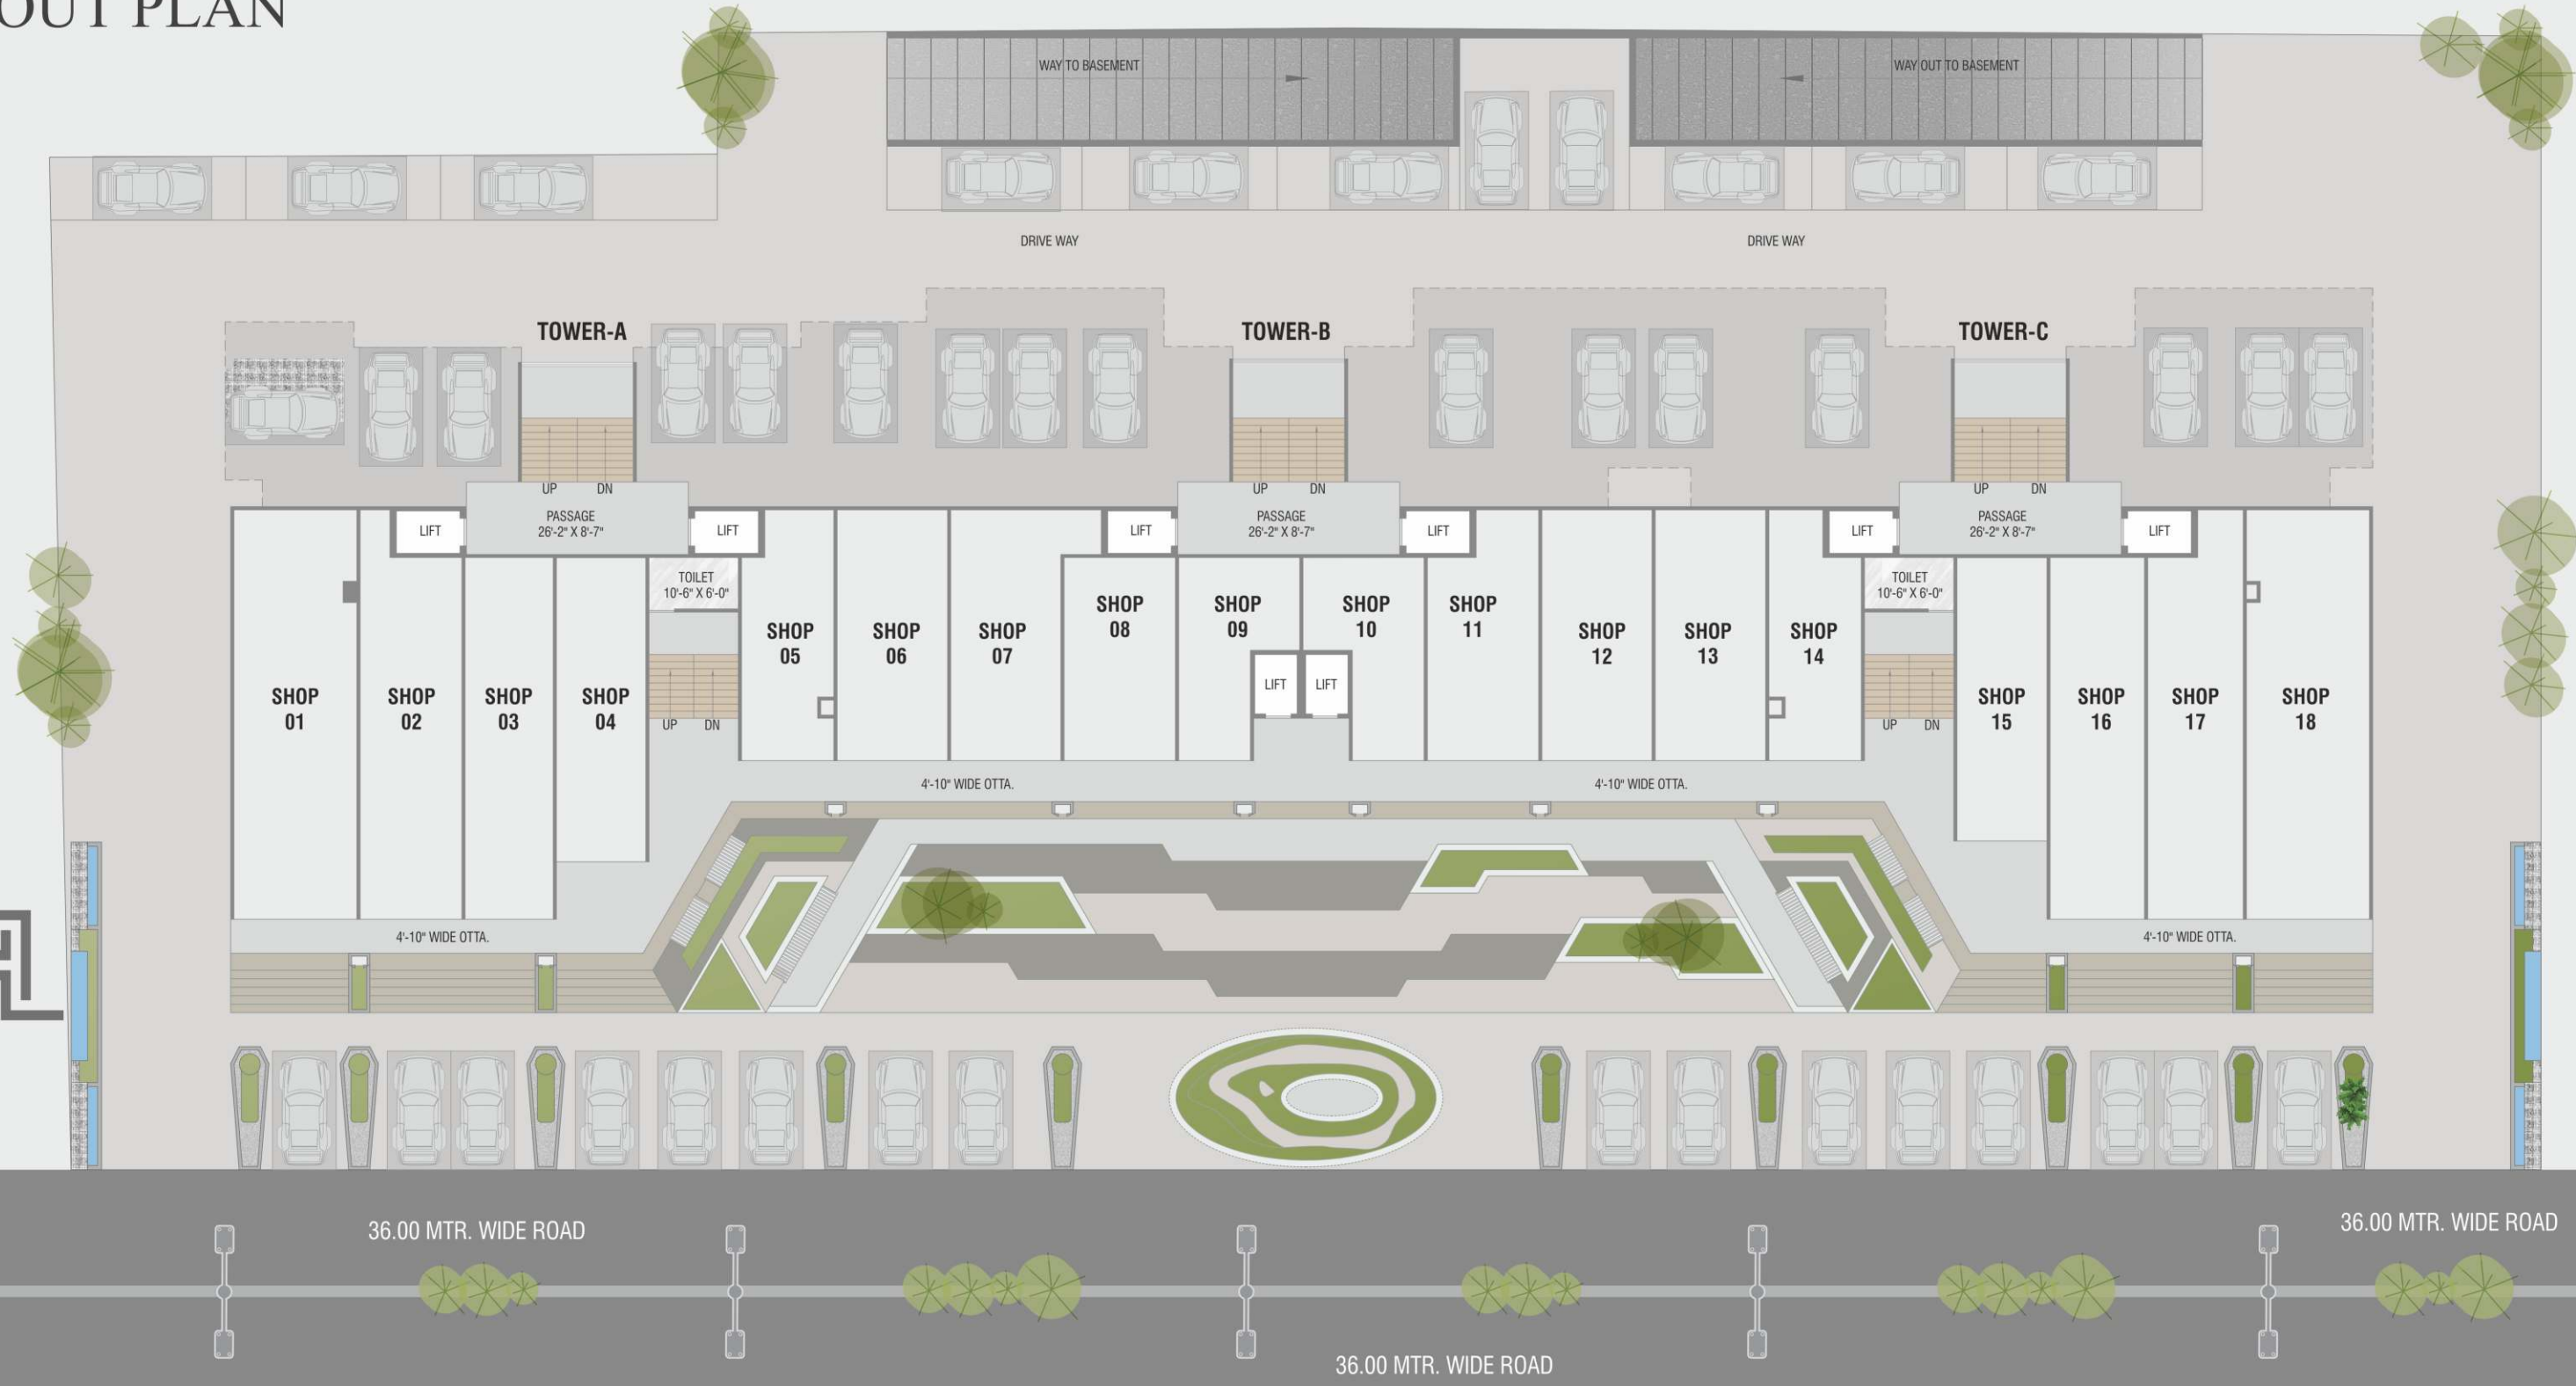 OUT PLAN
WAY TO BASEMENT
WAY OUT TO BASEMENT
DRIVE WAY
DRIVE WAY
TOWER-A
TOWER-B
TOWER-C
UP
DN
UP
DN
UP
DN
LIFT
PASSAGE
26'-2" X 8'-7"
LIFT
LIFT
PASSAGE
26'-2" X 8'-7"
LIFT
LIFT
PASSAGE
26'-2" X 8'-7"
LIFT
TOILET
10'-6" X 6'-0"
TOILET
10'-6" X 6'-0"
SHOP
01
SHOP
02
SHOP
03
SHOP
04
UP
DN
SHOP
05
SHOP
06
SHOP
07
SHOP
08
SHOP
09
LIFT
LIFT
SHOP
10
SHOP
11
SHOP
12
SHOP
13
SHOP
14
UP
DN
SHOP
15
SHOP
16
SHOP
17
SHOP
18
4'-10" WIDE OTTA.
4'-10" WIDE OTTA.
4'-10" WIDE OTTA.
4'-10" WIDE OTTA.
36.00 MTR. WIDE ROAD
36.00 MTR. WIDE ROAD
36.00 MTR. WIDE ROAD